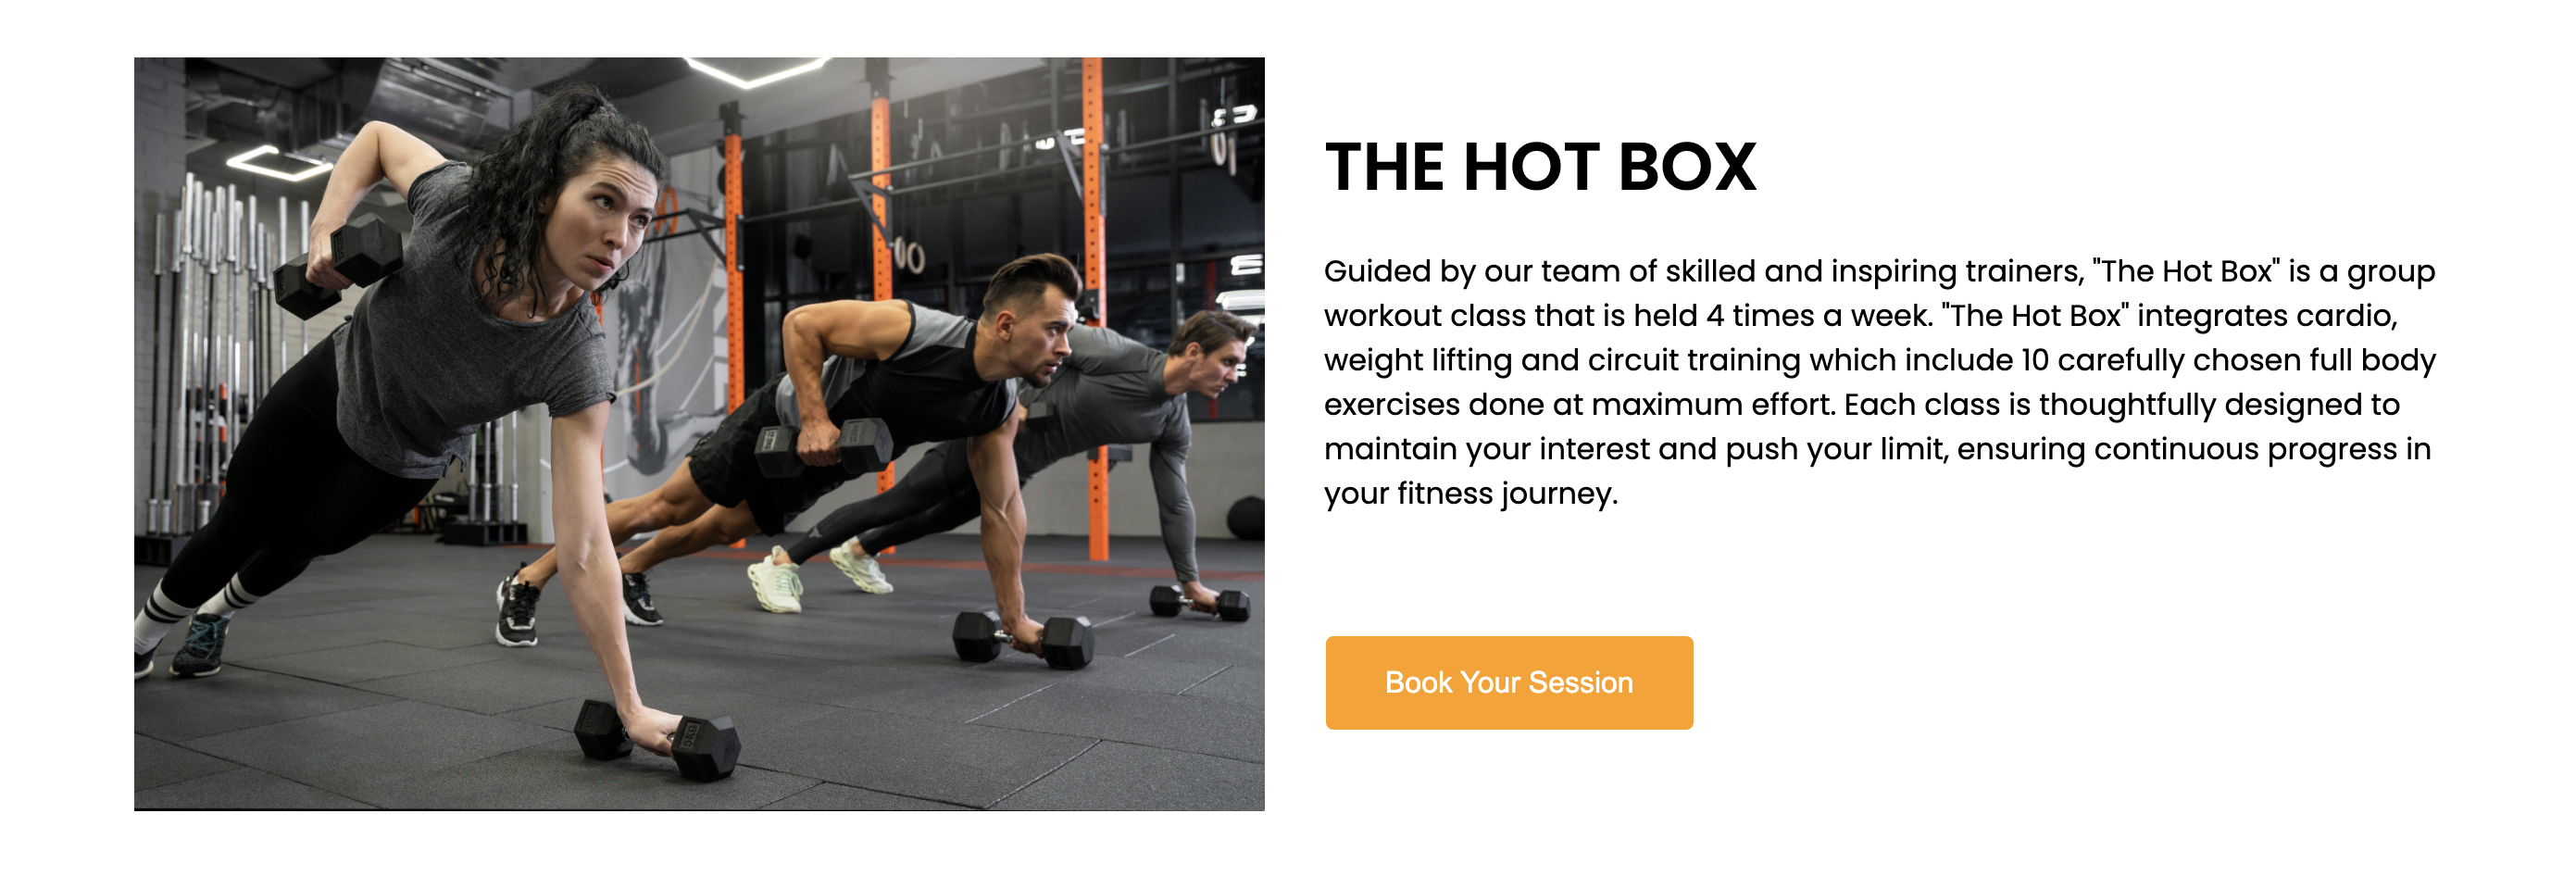 THE HOT BOX
Guided by our team of skilled and inspiring trainers, "The Hot Box" is a group
workout class that is held 4 times a week. "The Hot Box" integrates cardio,
weight lifting and circuit training which include 10 carefully chosen full body
exercises done at maximum effort. Each class is thoughtfully designed to
maintain your interest and push your limit, ensuring continuous progress in
your fitness journey.
Book Your Session